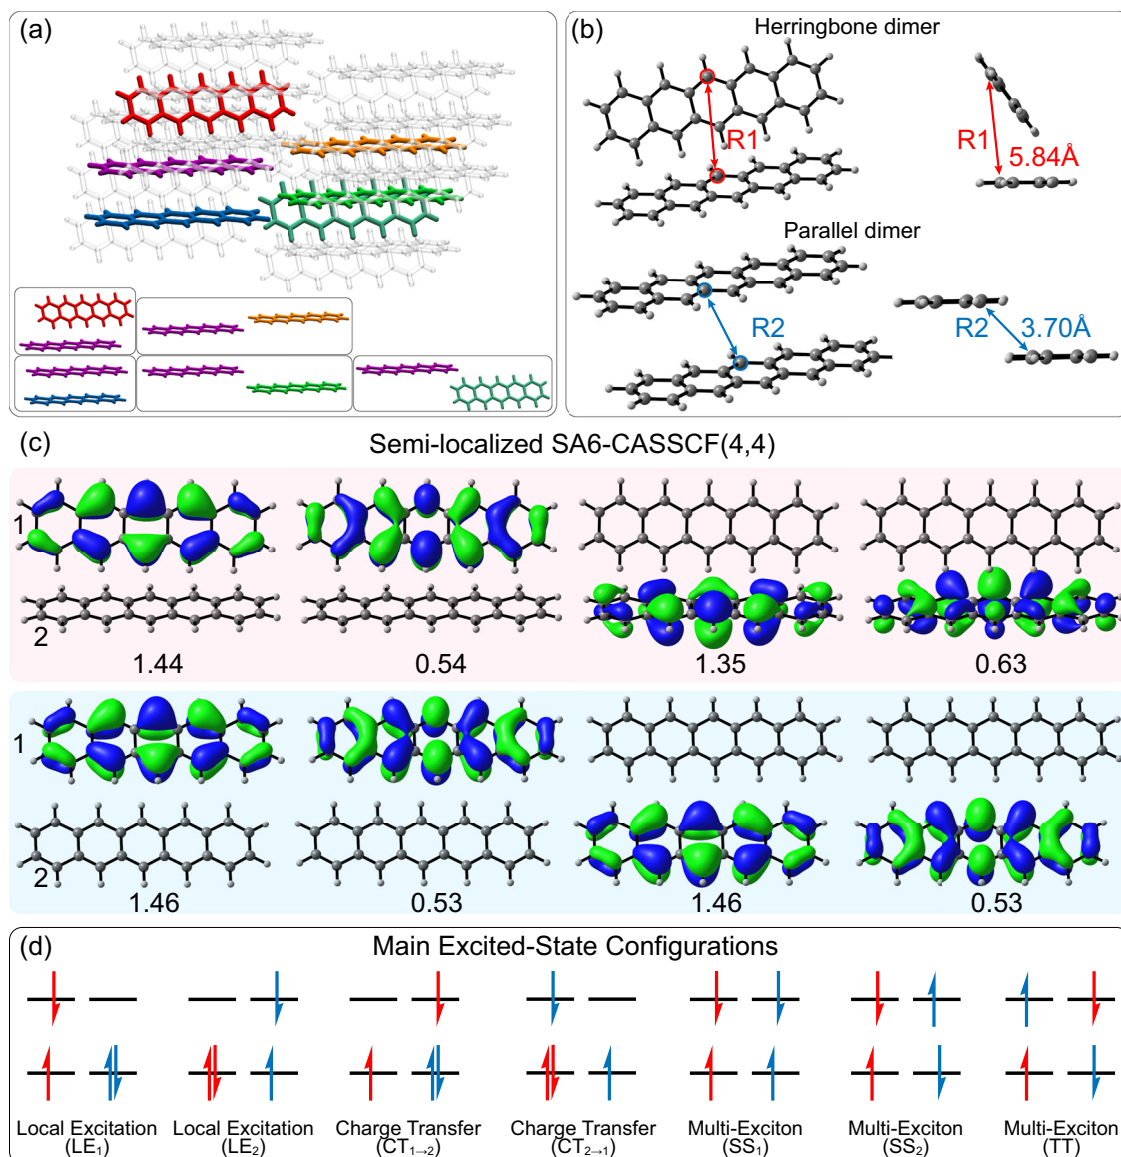 (a)
(b)
Herringbone dimer
R1
R1
5.84Å
Parallel dimer
R2
R2
3.70Å
(c)
Semi-localized SA6-CASSCF(4,4)
1
2
1.44 0.54 1.35 0.63
1
2
1.46 0.53 1.46 0.53
(d)
Main Excited-State Configurations
Local Excitation Local Excitation Charge Transfer Charge Transfer Multi-Exciton Multi-Exciton Multi-Exciton
(LE₁) (LE₂) (CT₁→₂) (CT₂→₁) (SS₁) (SS₂) (TT)